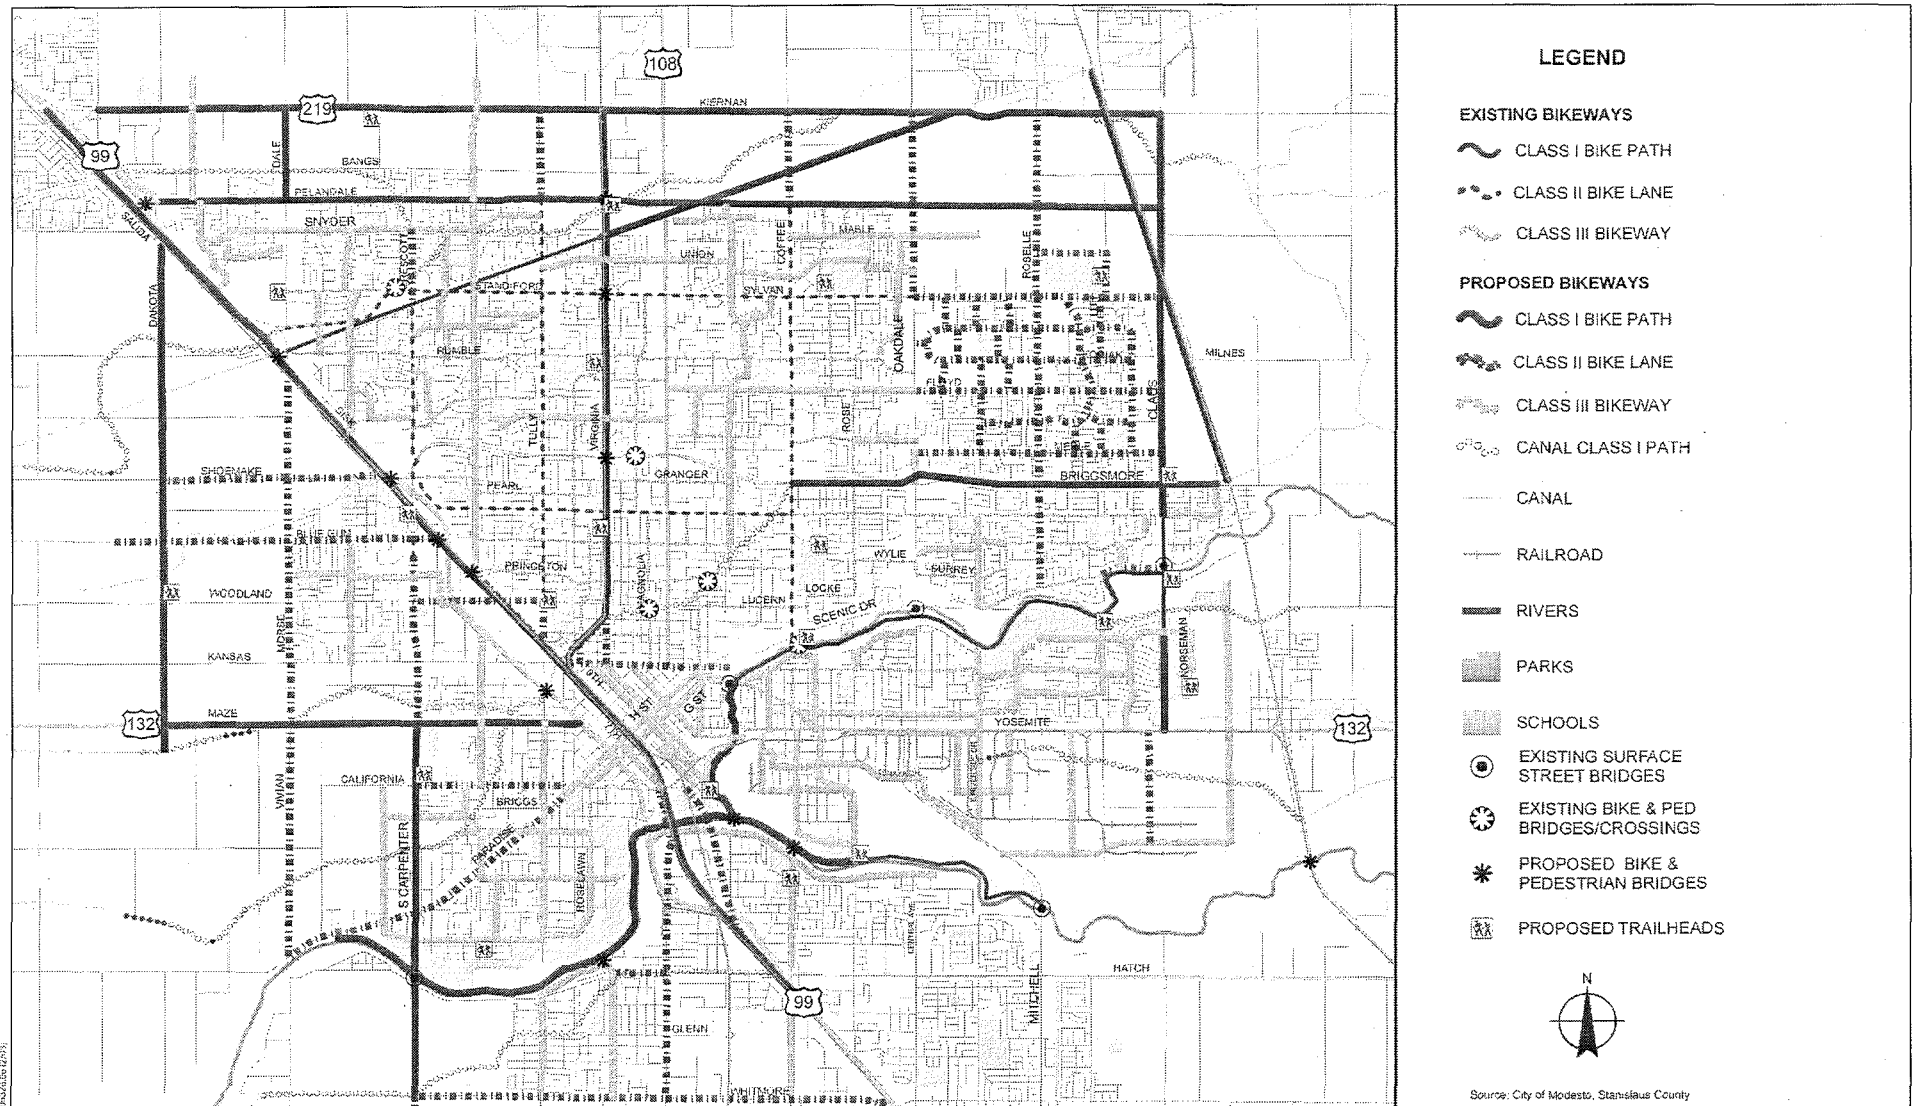 108
KIERNAN
219
99
DALE
BANGS
PELANDALE
SALIDA
SNYDER
PRESCOTT
COFFEE
MABLE
ROSELLE
UNION
STANDIFORD
SYLVAN
DAKOTA
OAKDALE
RUMBLE
MILNES
FLOYD
CLAUS
TULLY
VIRGINIA
ROSE
SHOEMAKE
PEARL
GRANGER
BRIGGSMORE
BLUE GUM
PRINCETON
MAGNOLIA
WYLIE
SURREY
WOODLAND
LUCERN
LOCKE
SCENIC DR
MORSE
KANSAS
NORSEMAN
9TH
H ST
G ST
MAZE
132
YOSEMITE
132
CALIFORNIA
BRIGGS
VIVIAN
PARADISE
S CARPENTER
ROSELAWN
MITCHELL
HATCH
99
GLENN
WHITMORE
LEGEND
EXISTING BIKEWAYS
CLASS I BIKE PATH
CLASS II BIKE LANE
CLASS III BIKEWAY
PROPOSED BIKEWAYS
CLASS I BIKE PATH
CLASS II BIKE LANE
CLASS III BIKEWAY
CANAL CLASS I PATH
CANAL
RAILROAD
RIVERS
PARKS
SCHOOLS
EXISTING SURFACE
STREET BRIDGES
EXISTING BIKE & PED
BRIDGES/CROSSINGS
PROPOSED BIKE &
PEDESTRIAN BRIDGES
PROPOSED TRAILHEADS
N
Source: City of Modesto, Stanislaus County